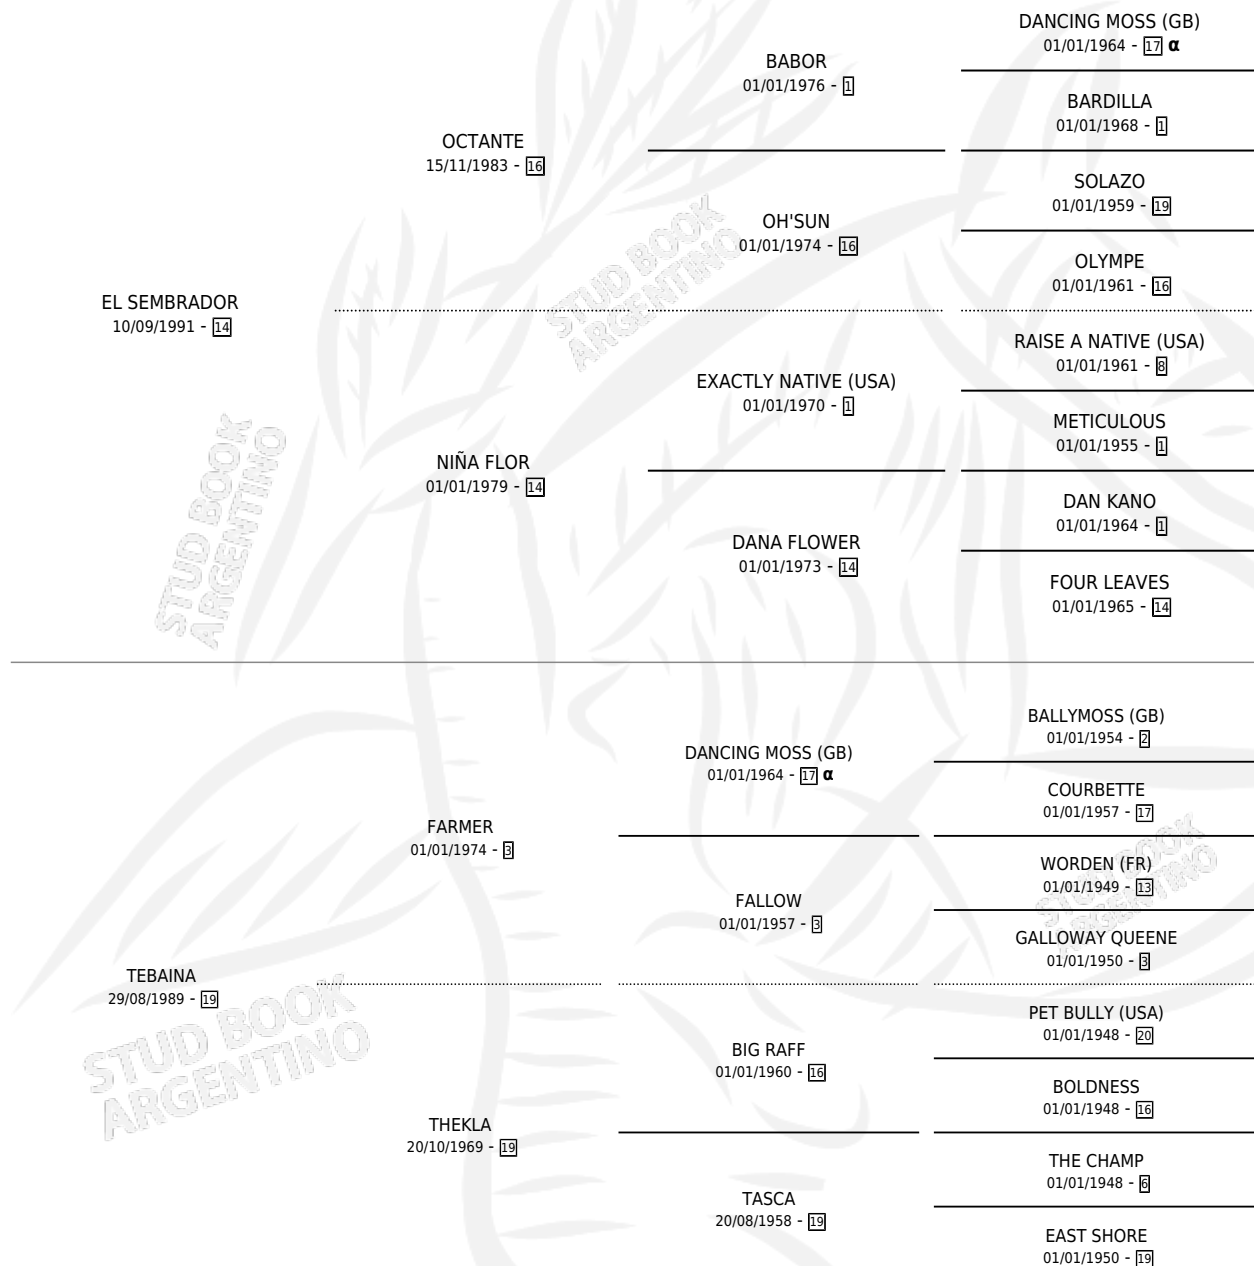 DANCING MOSS (GB)
01/01/1964 - 17 α
BABOR
01/01/1976 - 1
BARDILLA
01/01/1968 - 1
OCTANTE
15/11/1983 - 16
SOLAZO
01/01/1959 - 19
OH'SUN
01/01/1974 - 16
OLYMPE
01/01/1961 - 16
EL SEMBRADOR
10/09/1991 - 14
RAISE A NATIVE (USA)
01/01/1961 - 8
EXACTLY NATIVE (USA)
01/01/1970 - 1
METICULOUS
01/01/1955 - 1
NIÑA FLOR
01/01/1979 - 14
DAN KANO
01/01/1964 - 1
DANA FLOWER
01/01/1973 - 14
FOUR LEAVES
01/01/1965 - 14
BALLYMOSS (GB)
01/01/1954 - 2
DANCING MOSS (GB)
01/01/1964 - 17 α
COURBETTE
01/01/1957 - 17
FARMER
01/01/1974 - 3
WORDEN (FR)
01/01/1949 - 13
FALLOW
01/01/1957 - 3
GALLOWAY QUEENE
01/01/1950 - 3
TEBAINA
29/08/1989 - 19
PET BULLY (USA)
01/01/1948 - 20
BIG RAFF
01/01/1960 - 16
BOLDNESS
01/01/1948 - 16
THEKLA
20/10/1969 - 19
THE CHAMP
01/01/1948 - 6
TASCA
20/08/1958 - 19
EAST SHORE
01/01/1950 - 19
STUD BOOK
ARGENTINO
STUD BOOK
ARGENTINO
STUD BOOK
ARGENTINO
STUD BOOK
ARGENTINO